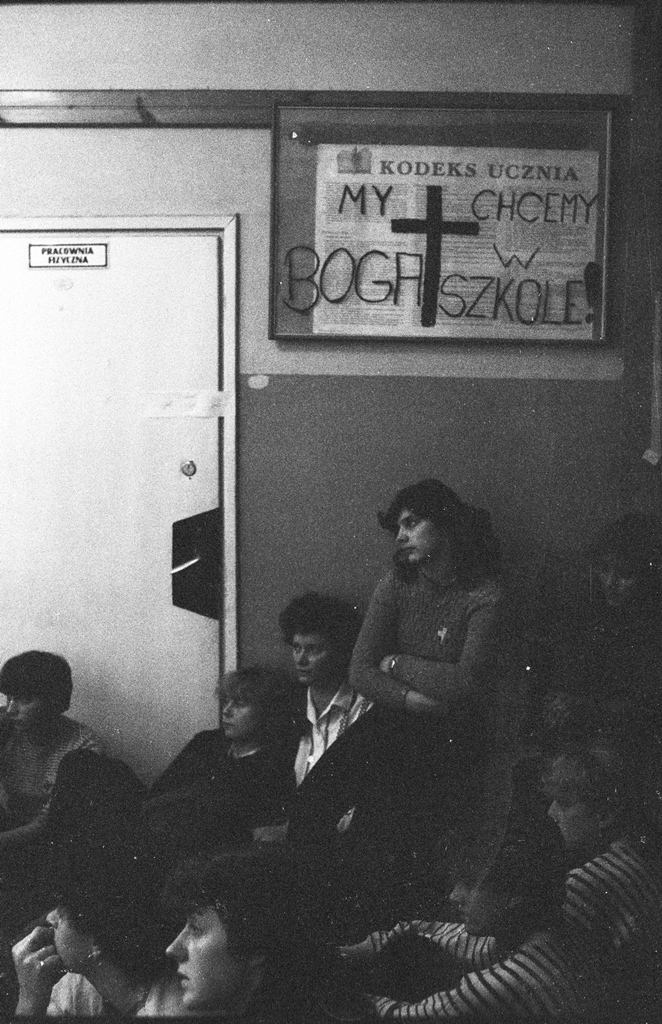 PRACOWNIA
FIZYCZNA
KODEKS UCZNIA
MY CHCEMY
BOGA W
SZKOLE!